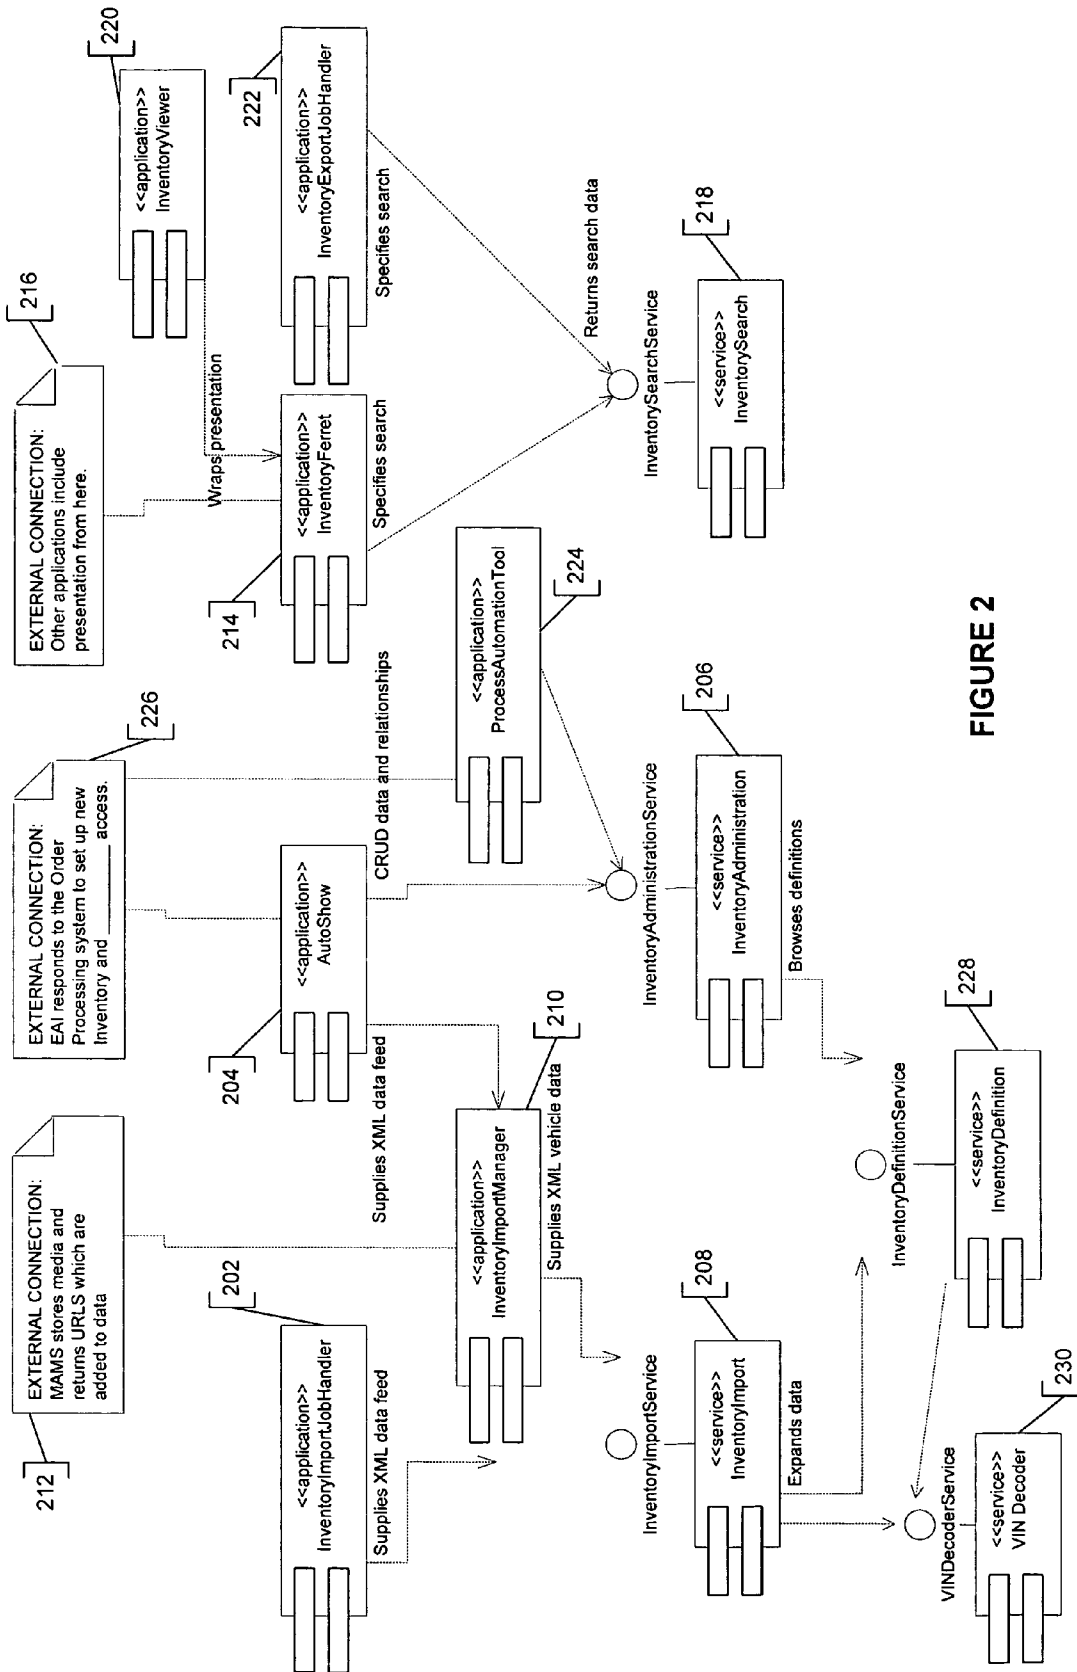 212
EXTERNAL CONNECTION:
MAMS stores media and
returns URLS which are
added to data
EXTERNAL CONNECTION:
EAI responds to the Order
Processing system to set up new
Inventory and ________ access.
226
EXTERNAL CONNECTION:
Other applications include
presentation from here.
216
220
<<application>>
InventoryViewer
Wraps presentation
202
<<application>>
InventoryImportJobHandler
Supplies XML data feed
204
<<application>>
AutoShow
Supplies XML data feed
CRUD data and relationships
214
<<application>>
InventoryFerret
Specifies search
222
<<application>>
InventoryExportJobHandler
Specifies search
<<application>>
InventoryImportManager
210
Supplies XML vehicle data
<<application>>
ProcessAutomationTool
224
Returns search data
InventoryImportService
InventoryAdministrationService
InventorySearchService
208
<<service>>
InventoryImport
Expands data
<<service>>
InventoryAdministration
206
Browses definitions
<<service>>
InventorySearch
218
InventoryDefinitionService
VINDecoderService
<<service>>
InventoryDefinition
228
<<service>>
VIN Decoder
230
FIGURE 2